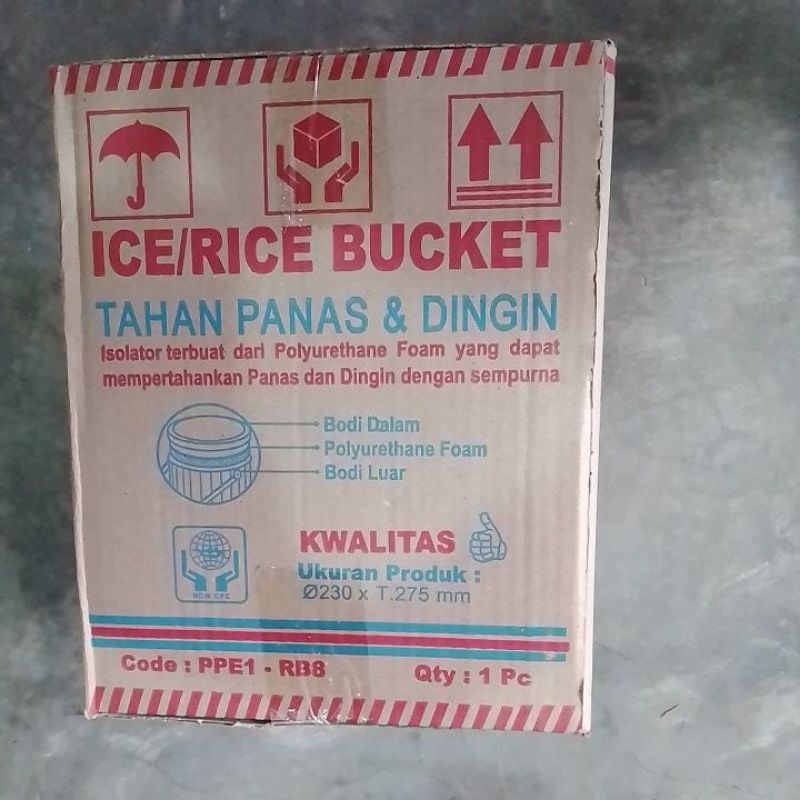 ICE/RICE BUCKET
TAHAN PANAS & DINGIN
Isolator terbuat dari Polyurethane Foam yang dapat
mempertahankan Panas dan Dingin dengan sempurna
Bodi Dalam
Polyurethane Foam
Bodi Luar
NON CFC
KWALITAS
Ukuran Produk :
Ø230 x T.275 mm
Code : PPE1 - RB8
Qty : 1 Pc